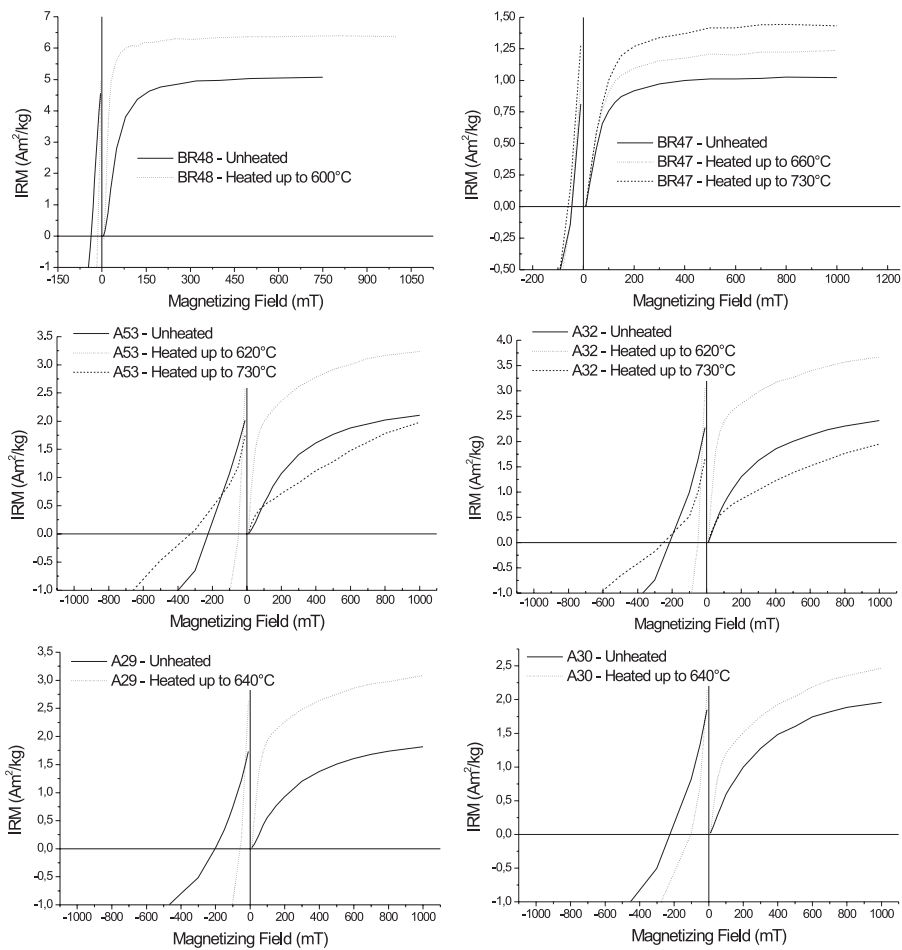 IRM (Am²/kg)
7
6
5
4
3
2
1
0
-1
BR48 - Unheated
BR48 - Heated up to 600°C
-150 0 150 300 450 600 750 900 1050
Magnetizing Field (mT)
IRM (Am²/kg)
1,50
1,25
1,00
0,75
0,50
0,25
0,00
-0,25
-0,50
BR47 - Unheated
BR47 - Heated up to 660°C
BR47 - Heated up to 730°C
-200 0 200 400 600 800 1000 1200
Magnetizing Field (mT)
IRM (Am²/kg)
3,5
3,0
2,5
2,0
1,5
1,0
0,5
0,0
-0,5
-1,0
A53 - Unheated
A53 - Heated up to 620°C
A53 - Heated up to 730°C
-1000 -800 -600 -400 -200 0 200 400 600 800 1000
Magnetizing Field (mT)
IRM (Am²/kg)
4,0
3,5
3,0
2,5
2,0
1,5
1,0
0,5
0,0
-0,5
1,0
A32 - Unheated
A32 - Heated up to 620°C
A32 - Heated up to 730°C
-1000 -800 -600 -400 -200 0 200 400 600 800 1000
Magnetizing Field (mT)
IRM (Am²/kg)
3,5
3,0
2,5
2,0
1,5
1,0
0,5
0,0
-0,5
-1,0
A29 - Unheated
A29 - Heated up to 640°C
-1000 -800 -600 -400 -200 0 200 400 600 800 1000
Magnetizing Field (mT)
IRM (Am²/kg)
2,5
2,0
1,5
1,0
0,5
0,0
-0,5
-1,0
A30 - Unheated
A30 - Heated up to 640°C
-1000 -800 -600 -400 -200 0 200 400 600 800 1000
Magnetizing Field (mT)